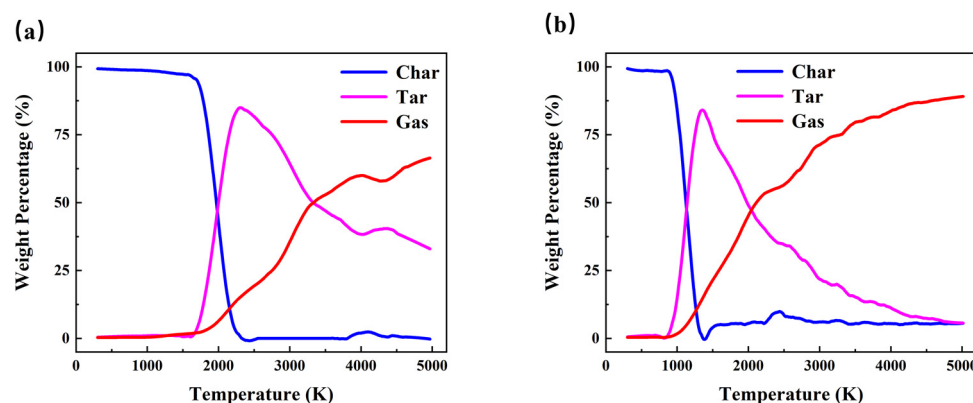 (a)
100
75
50
25
0
Weight Percentage (%)
Char
Tar
Gas
0 1000 2000 3000 4000 5000
Temperature (K)
(b)
100
75
50
25
0
Weight Percentage (%)
Char
Tar
Gas
0 1000 2000 3000 4000 5000
Temperature (K)